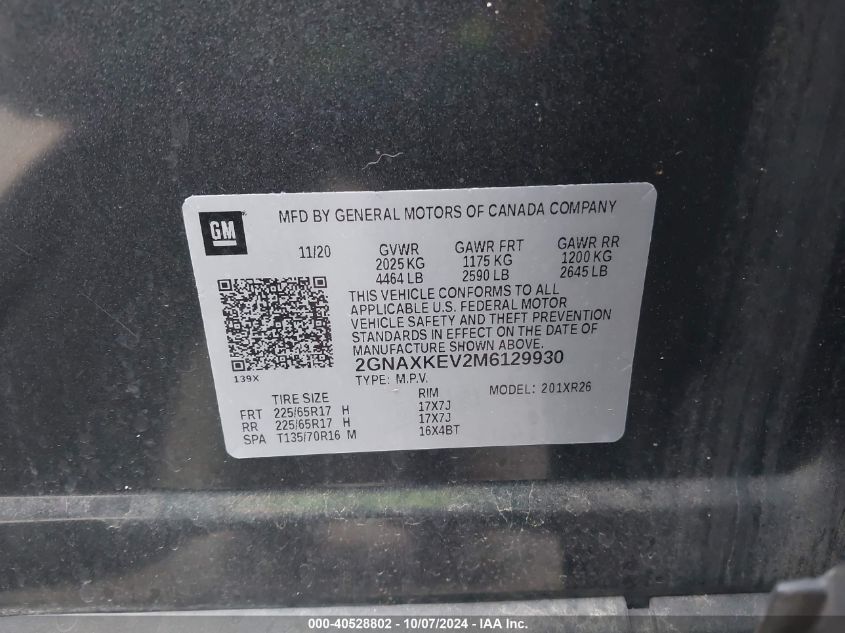 GM
MFD BY GENERAL MOTORS OF CANADA COMPANY
11/20 GVWR GAWR FRT GAWR RR
2025 KG 1175 KG 1200 KG
4464 LB 2590 LB 2645 LB
THIS VEHICLE CONFORMS TO ALL
APPLICABLE U.S. FEDERAL MOTOR
VEHICLE SAFETY AND THEFT PREVENTION
STANDARDS IN EFFECT ON THE DATE OF
MANUFACTURE SHOWN ABOVE.
2GNAXKEV2M6129930
139X
TYPE: M.P.V. MODEL: 201XR26
TIRE SIZE RIM
FRT 225/65R17 H 17X7J
RR 225/65R17 H 17X7J
SPA T135/70R16 M 16X4BT
000-40528802 - 10/07/2024 - IAA Inc.